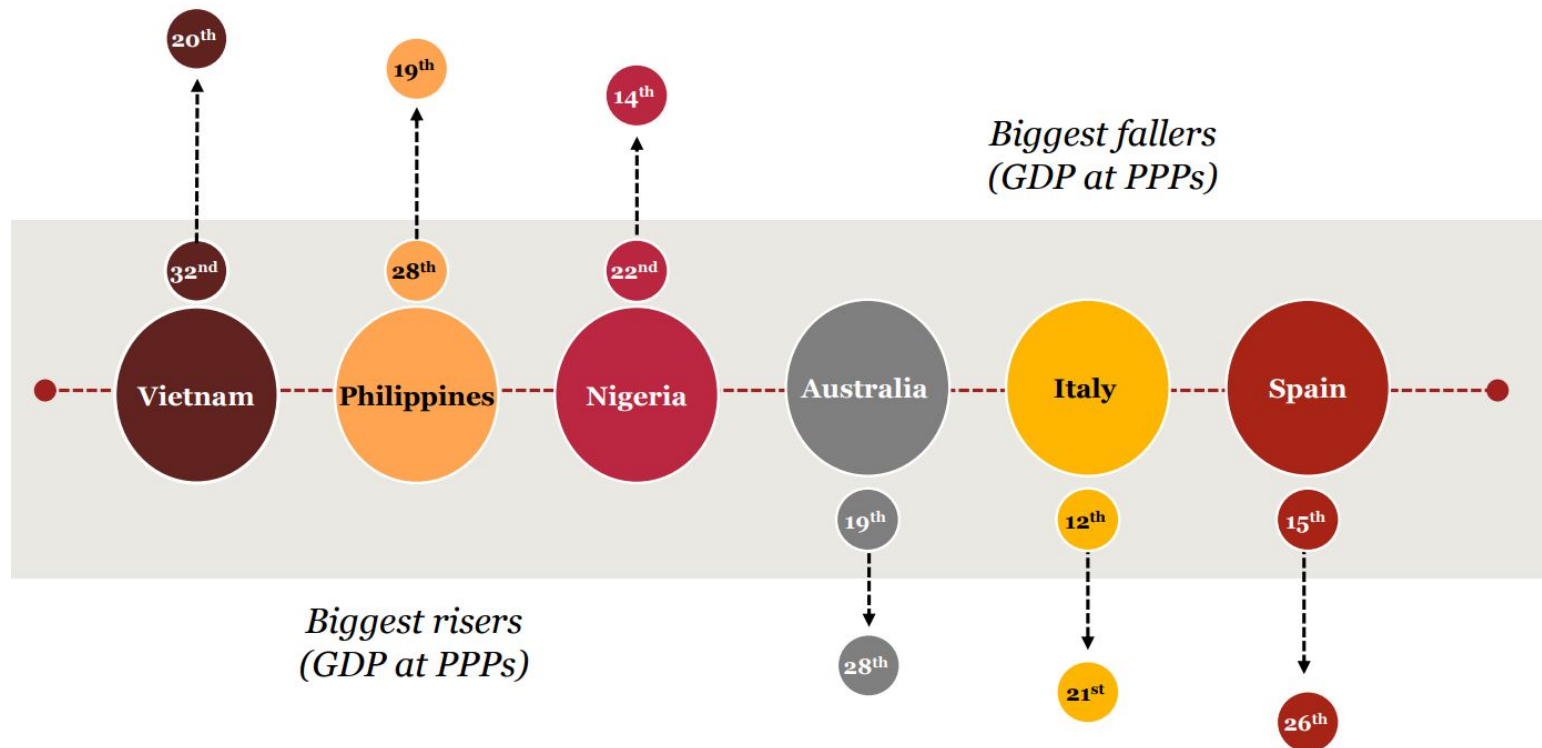 20th
19th
14th
Biggest fallers
(GDP at PPPs)
32nd
28th
22nd
Vietnam
Philippines
Nigeria
Australia
Italy
Spain
19th
12th
15th
Biggest risers
(GDP at PPPs)
28th
21st
26th